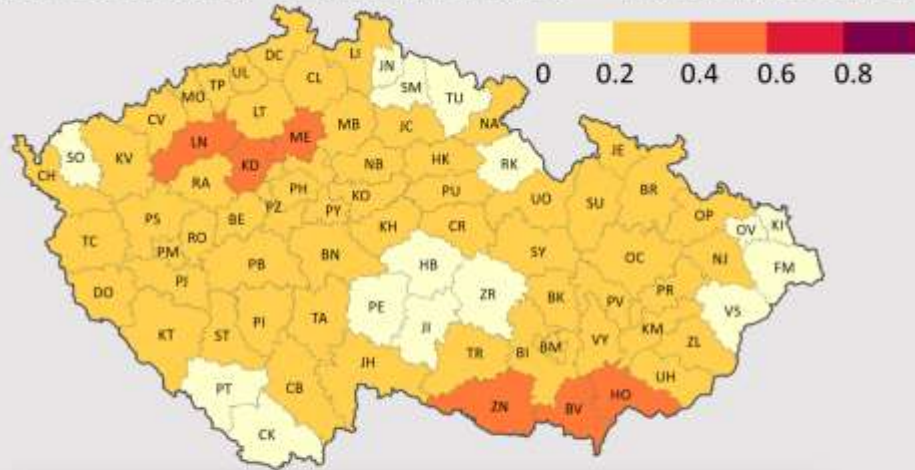 0 0.2 0.4 0.6 0.8
DC LI
UL CL JN
TP SM
MO TU
CV LT
LN ME MB JC NA
SO KV KD NB HK RK JE
CH RA PH KO PU UO SU BR
PS BE PZ PY KH CR OP
TC RO BN SY OV KI
PM PB HB OC NJ FM
DO PJ PE ZR BK PV PR VS
KT ST PI TA JI KM
BI BM VY ZL
JH TR
PT CB UH
ZN BV HO
CK